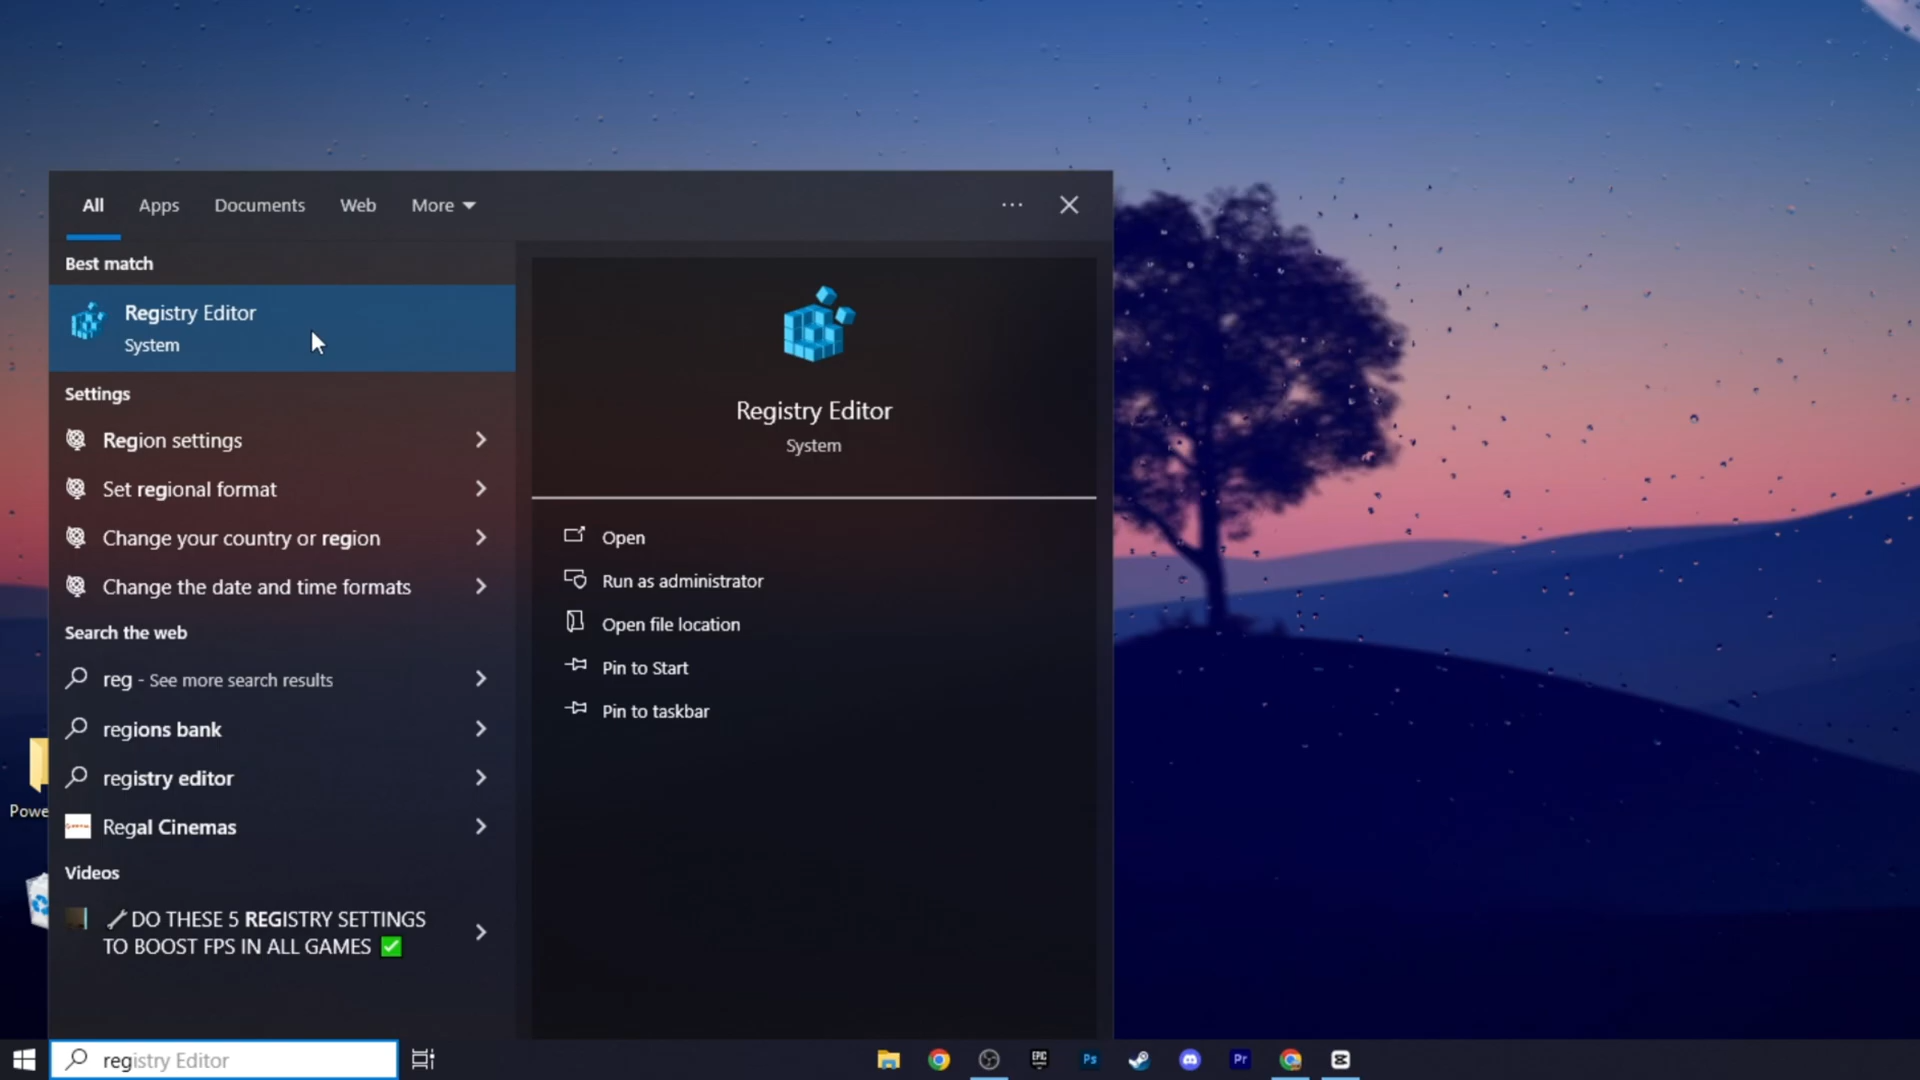 All Apps Documents Web More
Best match
Registry Editor
System
Settings
Region settings
Set regional format
Change your country or region
Change the date and time formats
Search the web
reg - See more search results
regions bank
registry editor
Regal Cinemas
Videos
DO THESE 5 REGISTRY SETTINGS
TO BOOST FPS IN ALL GAMES
Registry Editor
System
Open
Run as administrator
Open file location
Pin to Start
Pin to taskbar
Powe
registry Editor
EPIC
Ps
Pr